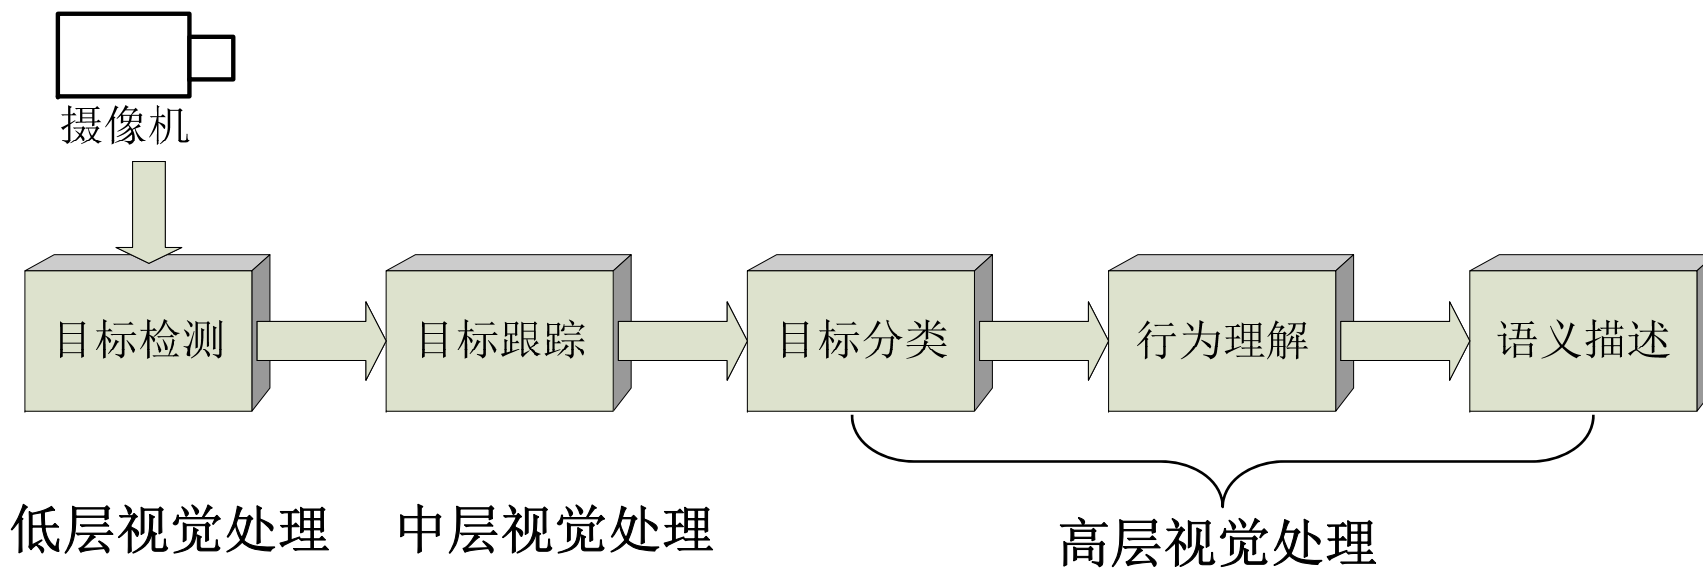 摄像机
目标检测
目标跟踪
目标分类
行为理解
语义描述
低层视觉处理
中层视觉处理
高层视觉处理